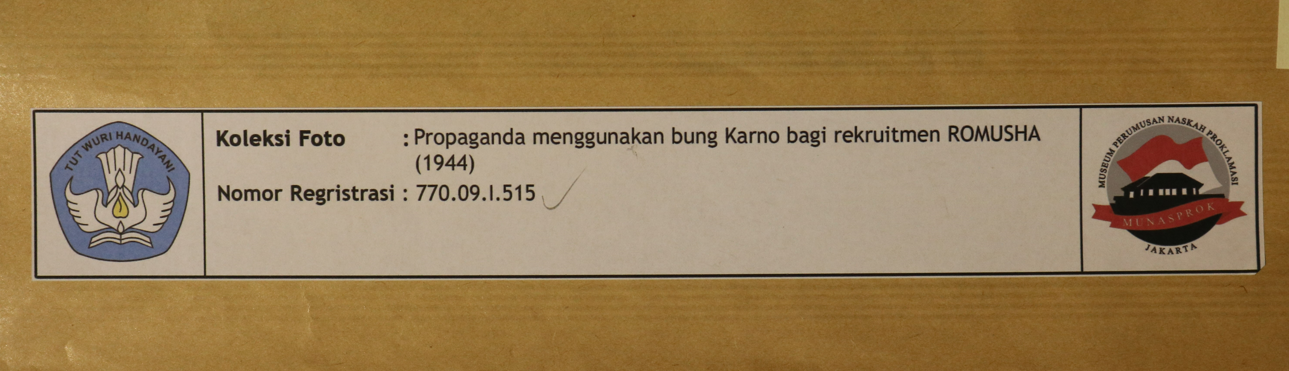 TUT WURI HANDAYANI
Koleksi Foto : Propaganda menggunakan bung Karno bagi rekruitmen ROMUSHA
(1944)
Nomor Regristrasi : 770.09.I.515
MUSEUM PERUMUSAN NASKAH PROKLAMASI
MUNASPROK
JAKARTA